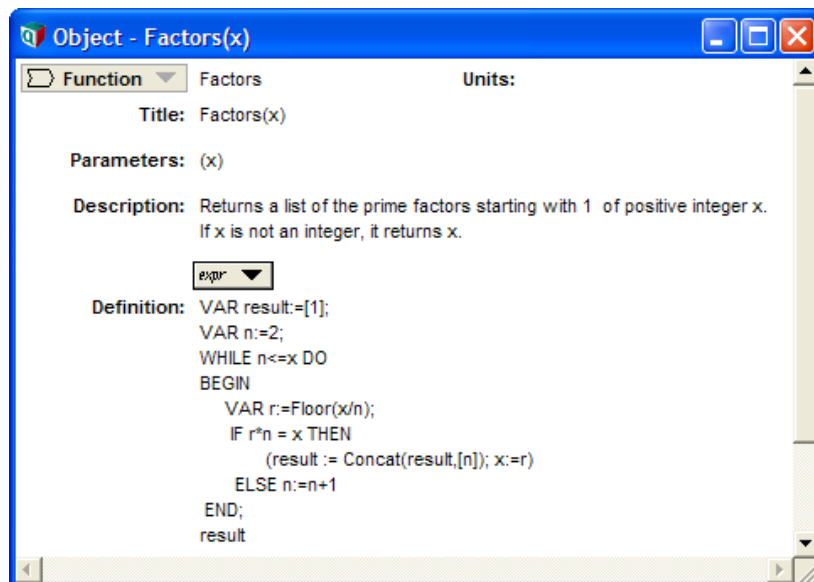 Object - Factors(x)
Function Factors Units:
Title: Factors(x)
Parameters: (x)
Description: Returns a list of the prime factors starting with 1 of positive integer x.
If x is not an integer, it returns x.
expr
Definition: VAR result:=[1];
VAR n:=2;
WHILE n<=x DO
BEGIN
VAR r:=Floor(x/n);
IF r*n = x THEN
(result := Concat(result,[n]); x:=r)
ELSE n:=n+1
END;
result